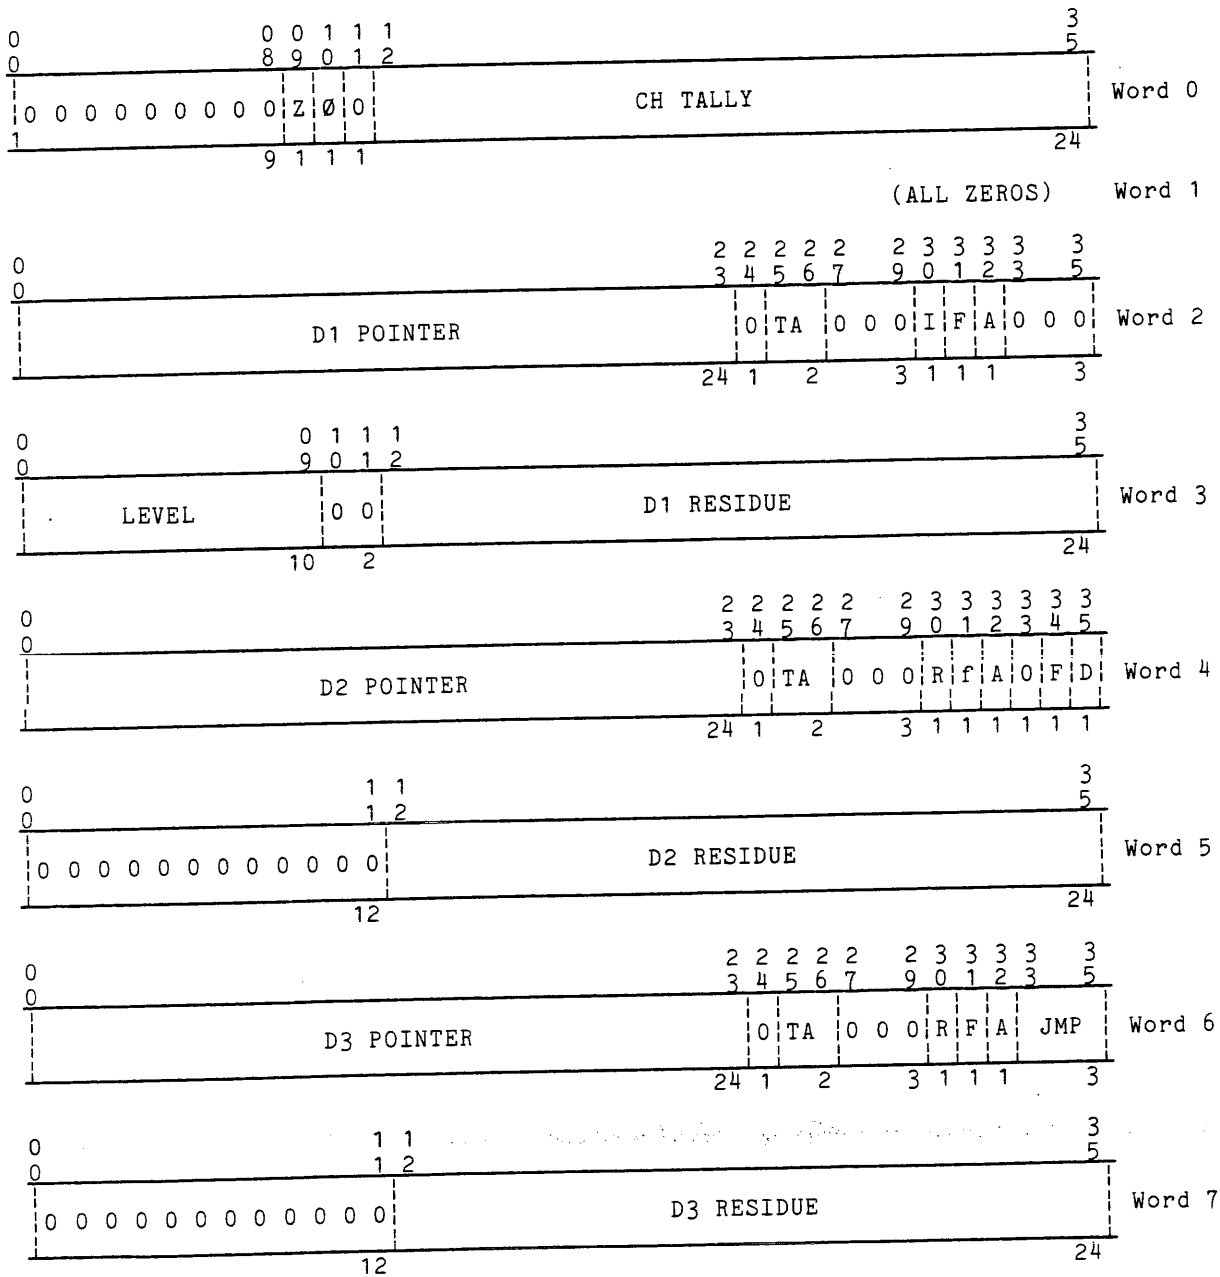 0 0 0 1 1 1 3
0 8 9 0 1 2 5
0 0 0 0 0 0 0 0 0 Z Ø 0 CH TALLY Word 0
1 9 1 1 1 24
(ALL ZEROS) Word 1
0 2 2 2 2 2 2 3 3 3 3 3
0 3 4 5 6 7 9 0 1 2 3 5
D1 POINTER 0 TA 0 0 0 I F A 0 0 0 Word 2
24 1 2 3 1 1 1 3
0 0 1 1 1 3
0 9 0 1 2 5
LEVEL 0 0 D1 RESIDUE Word 3
10 2 24
0 2 2 2 2 2 2 3 3 3 3 3 3
0 3 4 5 6 7 9 0 1 2 3 4 5
D2 POINTER 0 TA 0 0 0 R f A 0 F D Word 4
24 1 2 3 1 1 1 1 1 1
0 1 1 3
0 1 2 5
0 0 0 0 0 0 0 0 0 0 0 0 D2 RESIDUE Word 5
12 24
0 2 2 2 2 2 2 3 3 3 3 3
0 3 4 5 6 7 9 0 1 2 3 5
D3 POINTER 0 TA 0 0 0 R F A JMP Word 6
24 1 2 3 1 1 1 3
0 1 1 3
0 1 2 5
0 0 0 0 0 0 0 0 0 0 0 0 D3 RESIDUE Word 7
12 24